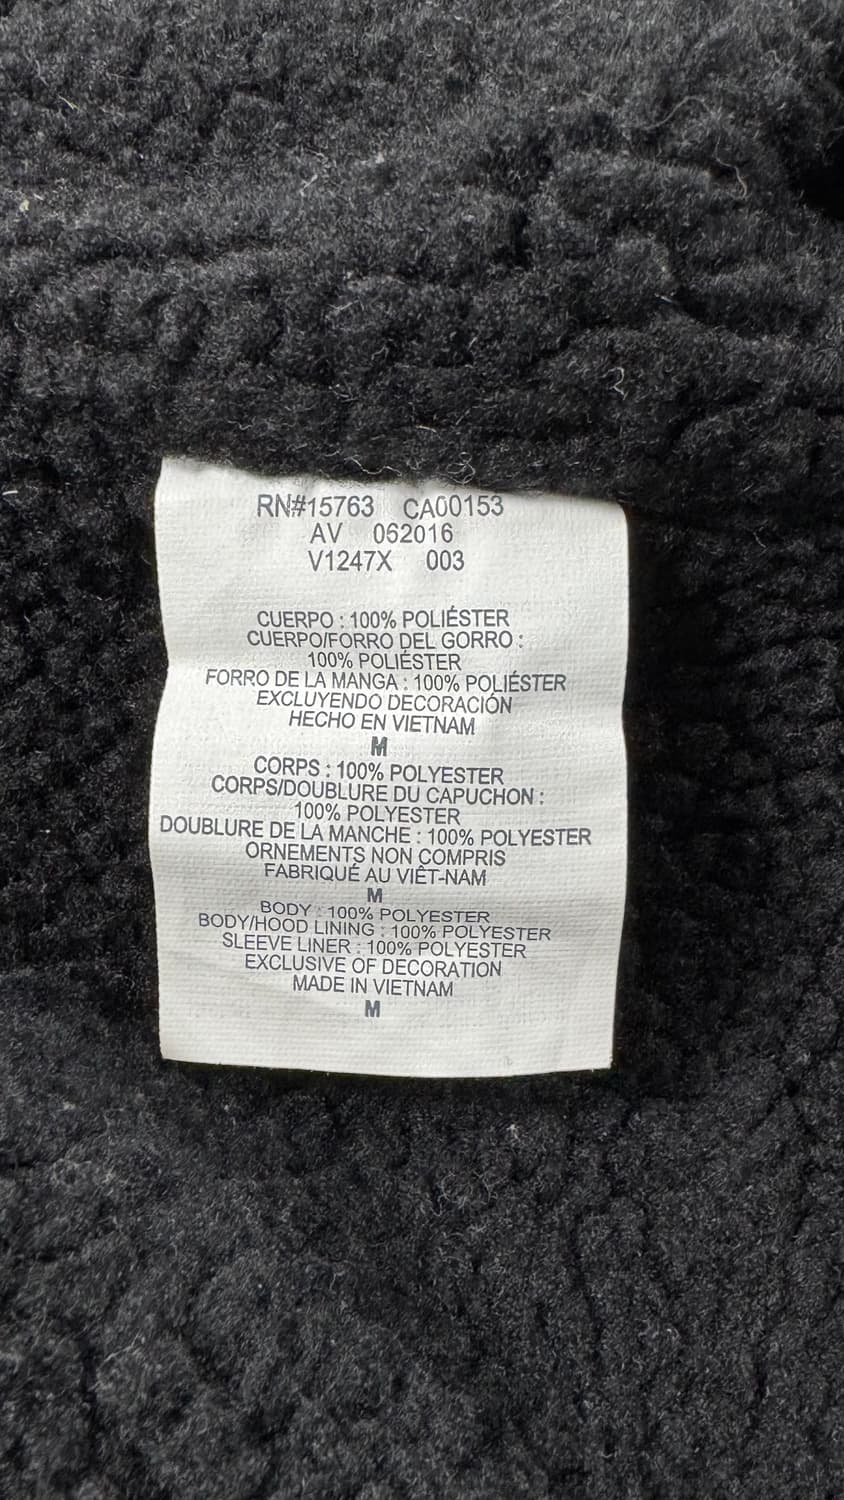 RN#15763 CA00153
AV 062016
V1247X 003
CUERPO : 100% POLIÉSTER
CUERPO/FORRO DEL GORRO :
100% POLIÉSTER
FORRO DE LA MANGA : 100% POLIÉSTER
EXCLUYENDO DECORACIÓN
HECHO EN VIETNAM
M
CORPS : 100% POLYESTER
CORPS/DOUBLURE DU CAPUCHON :
100% POLYESTER
DOUBLURE DE LA MANCHE : 100% POLYESTER
ORNEMENTS NON COMPRIS
FABRIQUÉ AU VIÊT-NAM
M
BODY : 100% POLYESTER
BODY/HOOD LINING : 100% POLYESTER
SLEEVE LINER : 100% POLYESTER
EXCLUSIVE OF DECORATION
MADE IN VIETNAM
M